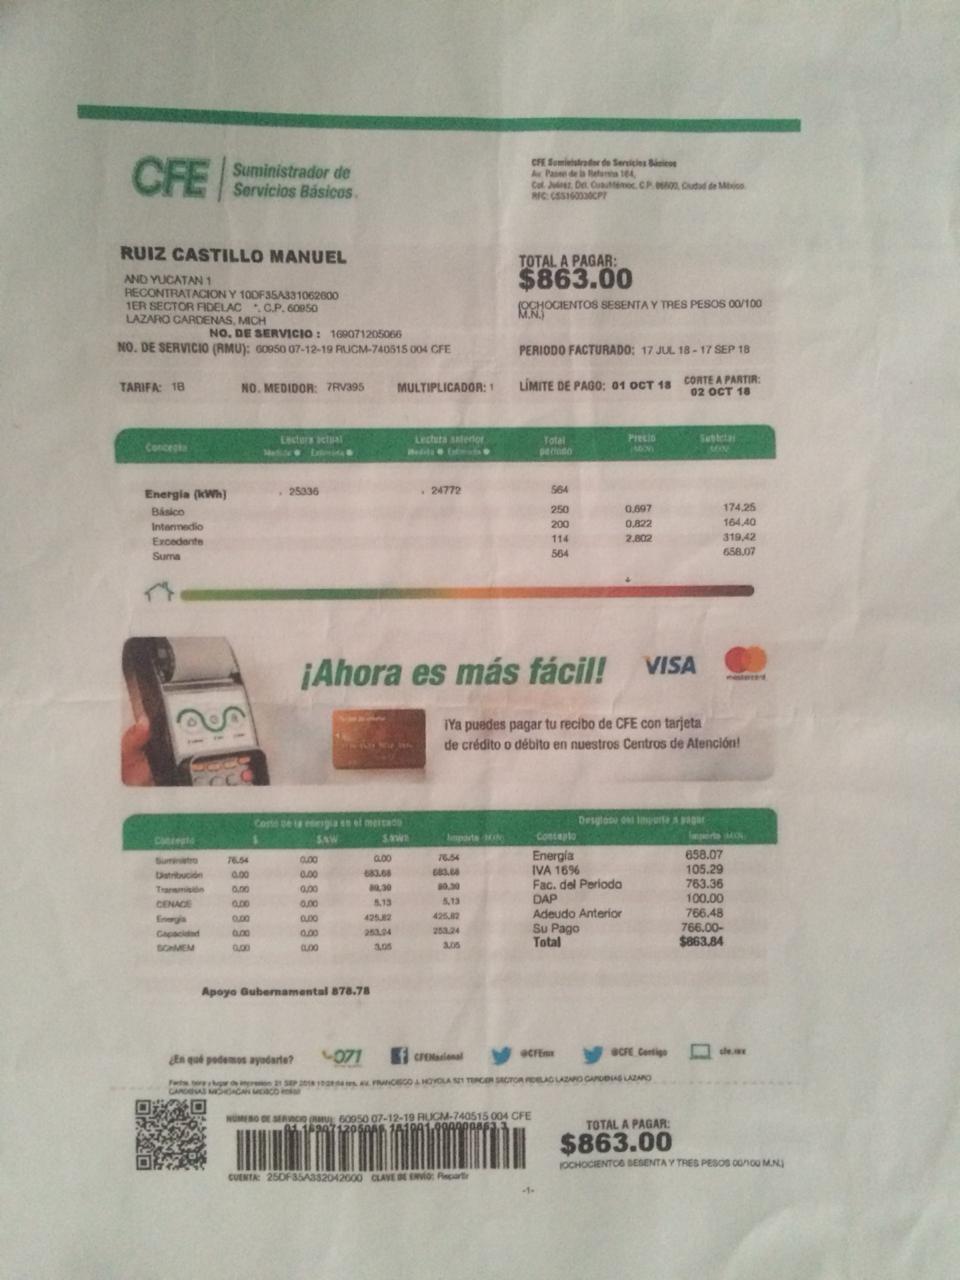 CFE Suministrador de Servicios Básicos
CFE Suministrador de Servicios Básicos
Av. Paseo de la Reforma 164,
Col. Juárez, Del. Cuauhtémoc, C.P. 06600, Ciudad de México.
RFC: CSS160330CP7
RUIZ CASTILLO MANUEL
AND YUCATAN 1
RECONTRATACION Y 10DF35A331062600
1ER SECTOR FIDELAC *. C.P. 60950
LAZARO CARDENAS, MICH
NO. DE SERVICIO : 169071205066
NO. DE SERVICIO (RMU): 60950 07-12-19 RUCM-740515 004 CFE
TOTAL A PAGAR:
$863.00
(OCHOCIENTOS SESENTA Y TRES PESOS 00/100
M.N.)
PERIODO FACTURADO: 17 JUL 18 - 17 SEP 18
TARIFA: 1B NO. MEDIDOR: 7RV395 MULTIPLICADOR: 1
LÍMITE DE PAGO: 01 OCT 18 CORTE A PARTIR:
02 OCT 18
Concepto Lectura actual Lectura anterior Total periodo Precio (MXN) Subtotal (MXN)
Medida Estimada Medida Estimada
Energía (kWh) 25336 24772 564
Básico 250 0.697 174.25
Intermedio 200 0.822 164.40
Excedente 114 2.802 319.42
Suma 564 658.07
¡Ahora es más fácil! VISA mastercard
¡Ya puedes pagar tu recibo de CFE con tarjeta
de crédito o débito en nuestros Centros de Atención!
Costo de la energía en el mercado
Concepto $ $/kW $/kWh Importe (MXN)
Suministro 76.54 0.00 0.00 76.54
Distribución 0.00 0.00 683.68 683.68
Transmisión 0.00 0.00 89.39 89.39
CENACE 0.00 0.00 5.13 5.13
Energía 0.00 0.00 425.82 425.82
Capacidad 0.00 0.00 253.24 253.24
SCnMEM 0.00 0.00 3.05 3.05
Desglose del importe a pagar
Concepto Importe (MXN)
Energía 658.07
IVA 16% 105.29
Fac. del Periodo 763.36
DAP 100.00
Adeudo Anterior 766.48
Su Pago 766.00-
Total $863.84
Apoyo Gubernamental 878.78
¿En qué podemos ayudarte? 071 CFENacional @CFEmx @CFE_Contigo cfe.mx
Fecha, hora y lugar de impresión: 21 SEP 2018 hrs. AV. FRANCISCO J. MOYOLA 521 TERCER SECTOR FIDELAC LAZARO CARDENAS LAZARO
CARDENAS MICHOACAN MEXICO
NÚMERO DE SERVICIO (RMU): 60950 07-12-19 RUCM-740515 004 CFE
01 169071205066 181001 000000863 3
CUENTA: 25DF35A332042600 CLAVE DE ENVÍO: Repartir
TOTAL A PAGAR:
$863.00
(OCHOCIENTOS SESENTA Y TRES PESOS 00/100 M.N.)
-1-